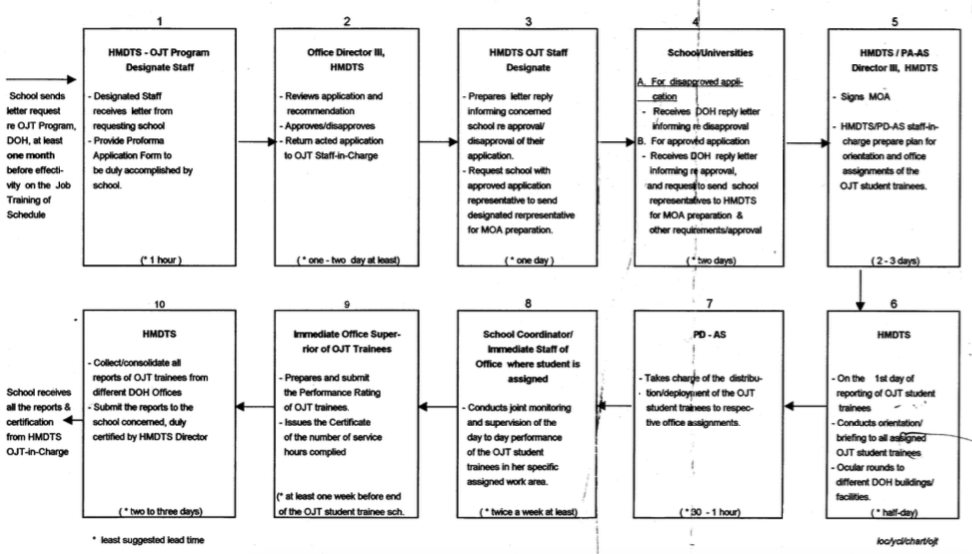 1
HMDTS - OJT Program
Designate Staff
- Designated Staff
receives letter from
requesting school
- Provide Proforma
Application Form to
be duly accomplished by
school.
(* 1 hour )
2
Office Director III,
HMDTS
- Reviews application and
recommendation
- Approves/disapproves
- Return acted application
to OJT Staff-in-Charge
( * one - two day at least)
3
HMDTS OJT Staff
Designate
- Prepares letter reply
informing concerned
school re approval/
disapproval of their
application.
- Request school with
approved application
representative to send
designated rerpresentative
for MOA preparation.
( * one day )
4
School/Universities
A. For disapproved appli-
cation
- Receives DOH reply letter
informing re disapproval
B. For approved application
- Receives DOH reply letter
informing re approval,
and request to send school
representatives to HMDTS
for MOA preparation &
other requirements/approval
( * two days)
5
HMDTS / PA-AS
Director III, HMDTS
- Signs MOA
- HMDTS/PD-AS staff-in-
charge prepare plan for
orientation and office
assignments of the
OJT student trainees.
( 2 - 3 days)
School sends
letter request
re OJT Program,
DOH, at least
one month
before effecti-
vity on the Job
Training of
Schedule
6
HMDTS
- On the 1st day of
reporting of OJT student
trainees
- Conducts orientation/
briefing to all assigned
OJT student trainees
- Ocular rounds to
different DOH buildings/
facilities.
( * half-day)
7
PD - AS
- Takes charge of the distribu-
tion/deployment of the OJT
student trainees to respec-
tive office assignments.
( * 30 - 1 hour)
8
School Coordinator/
Immediate Staff of
Office where student is
assigned
- Conducts joint monitoring
and supervision of the
day to day performance
of the OJT student
trainees in her specific
assigned work area.
( * twice a week at least)
9
Immediate Office Super-
rior of OJT Trainees
- Prepares and submit
the Performance Rating
of OJT trainees.
- Issues the Certificate
of the number of service
hours complied
(* at least one week before end
of the OJT student trainee sch.
10
HMDTS
- Collect/consolidate all
reports of OJT trainees from
different DOH Offices
- Submit the reports to the
school concerned, duly
certified by HMDTS Director
( * two to three days)
School receives
all the reports &
certification
from HMDTS
OJT-in-Charge
* least suggested lead time
loc/ycl/chart/ojt